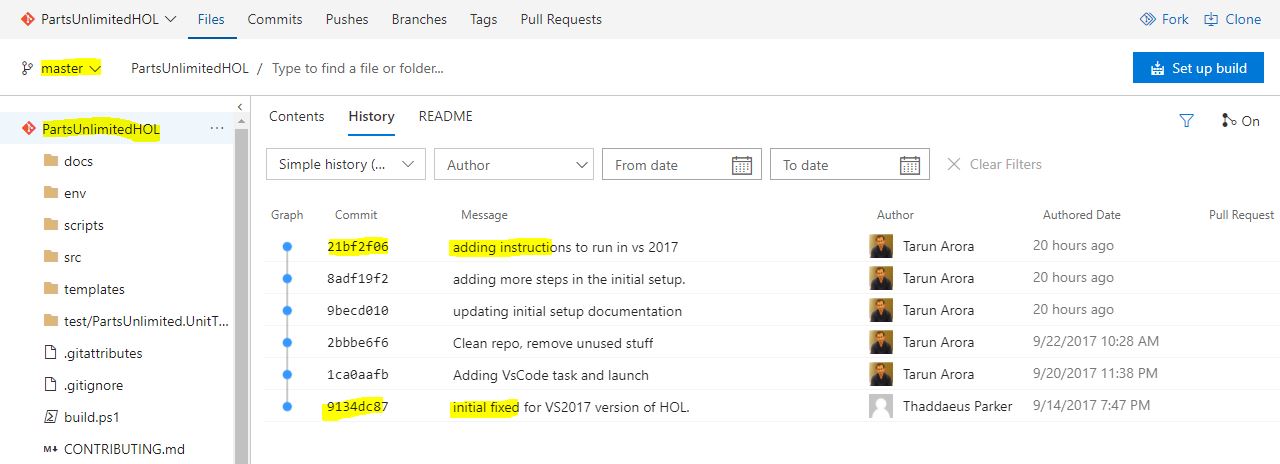 PartsUnlimitedHOL Files Commits Pushes Branches Tags Pull Requests Fork Clone
master PartsUnlimitedHOL / Type to find a file or folder... Set up build
PartsUnlimitedHOL ...
docs
env
scripts
src
templates
test/PartsUnlimited.UnitT...
.gitattributes
.gitignore
build.ps1
M↓ CONTRIBUTING.md
Contents History README On
Simple history (... Author From date To date Clear Filters
Graph Commit Message Author Authored Date Pull Request
21bf2f06 adding instructions to run in vs 2017 Tarun Arora 20 hours ago
8adf19f2 adding more steps in the initial setup. Tarun Arora 20 hours ago
9becd010 updating initial setup documentation Tarun Arora 20 hours ago
2bbbe6f6 Clean repo, remove unused stuff Tarun Arora 9/22/2017 10:28 AM
1ca0aafb Adding VsCode task and launch Tarun Arora 9/20/2017 11:38 PM
9134dc87 initial fixed for VS2017 version of HOL. Thaddaeus Parker 9/14/2017 7:47 PM